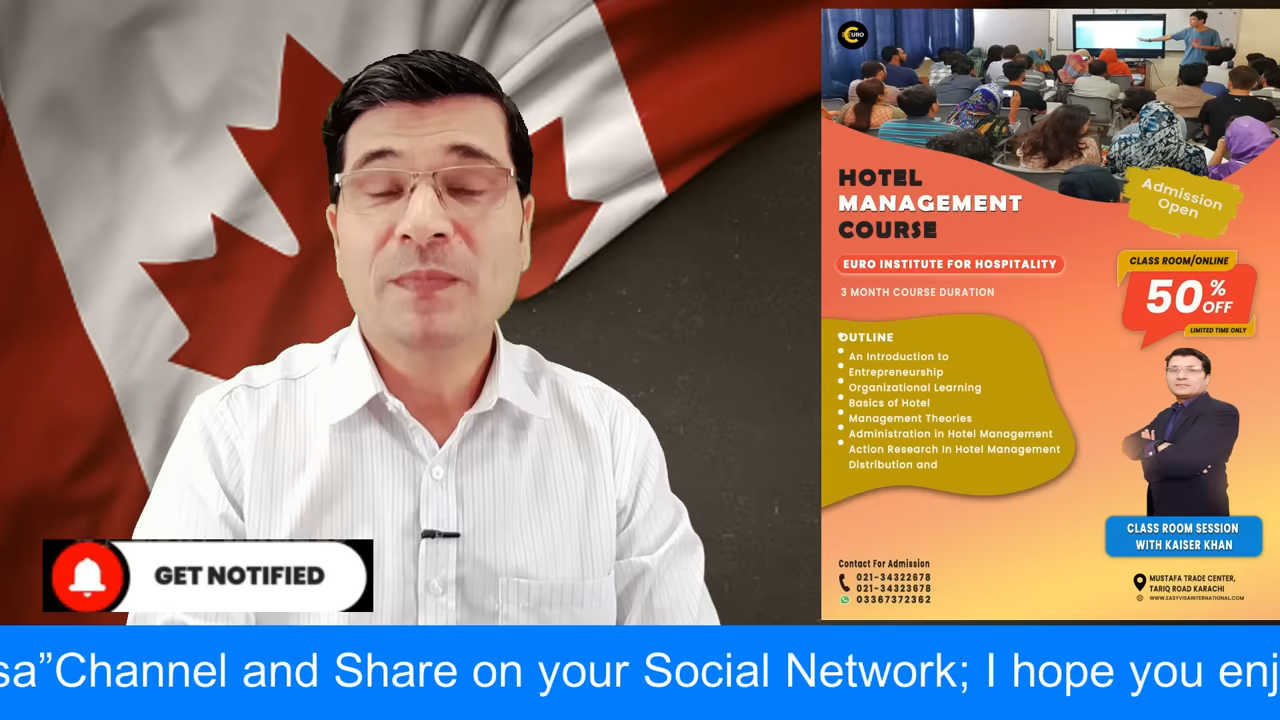 EURO
HOTEL
MANAGEMENT
COURSE
Admission
Open
EURO INSTITUTE FOR HOSPITALITY
CLASS ROOM/ONLINE
3 MONTH COURSE DURATION
50%
OFF
LIMITED TIME ONLY
OUTLINE
An Introduction to
Entrepreneurship
Organizational Learning
Basics of Hotel
Management Theories
Administration in Hotel Management
Action Research In Hotel Management
Distribution and
CLASS ROOM SESSION
WITH KAISER KHAN
Contact For Admission
021-34322678
021-34323678
03367372362
MUSTAFA TRADE CENTER,
TARIQ ROAD KARACHI
WWW.EASYVISAINTERNATIONAL.COM
GET NOTIFIED
sa”Channel and Share on your Social Network; I hope you enj